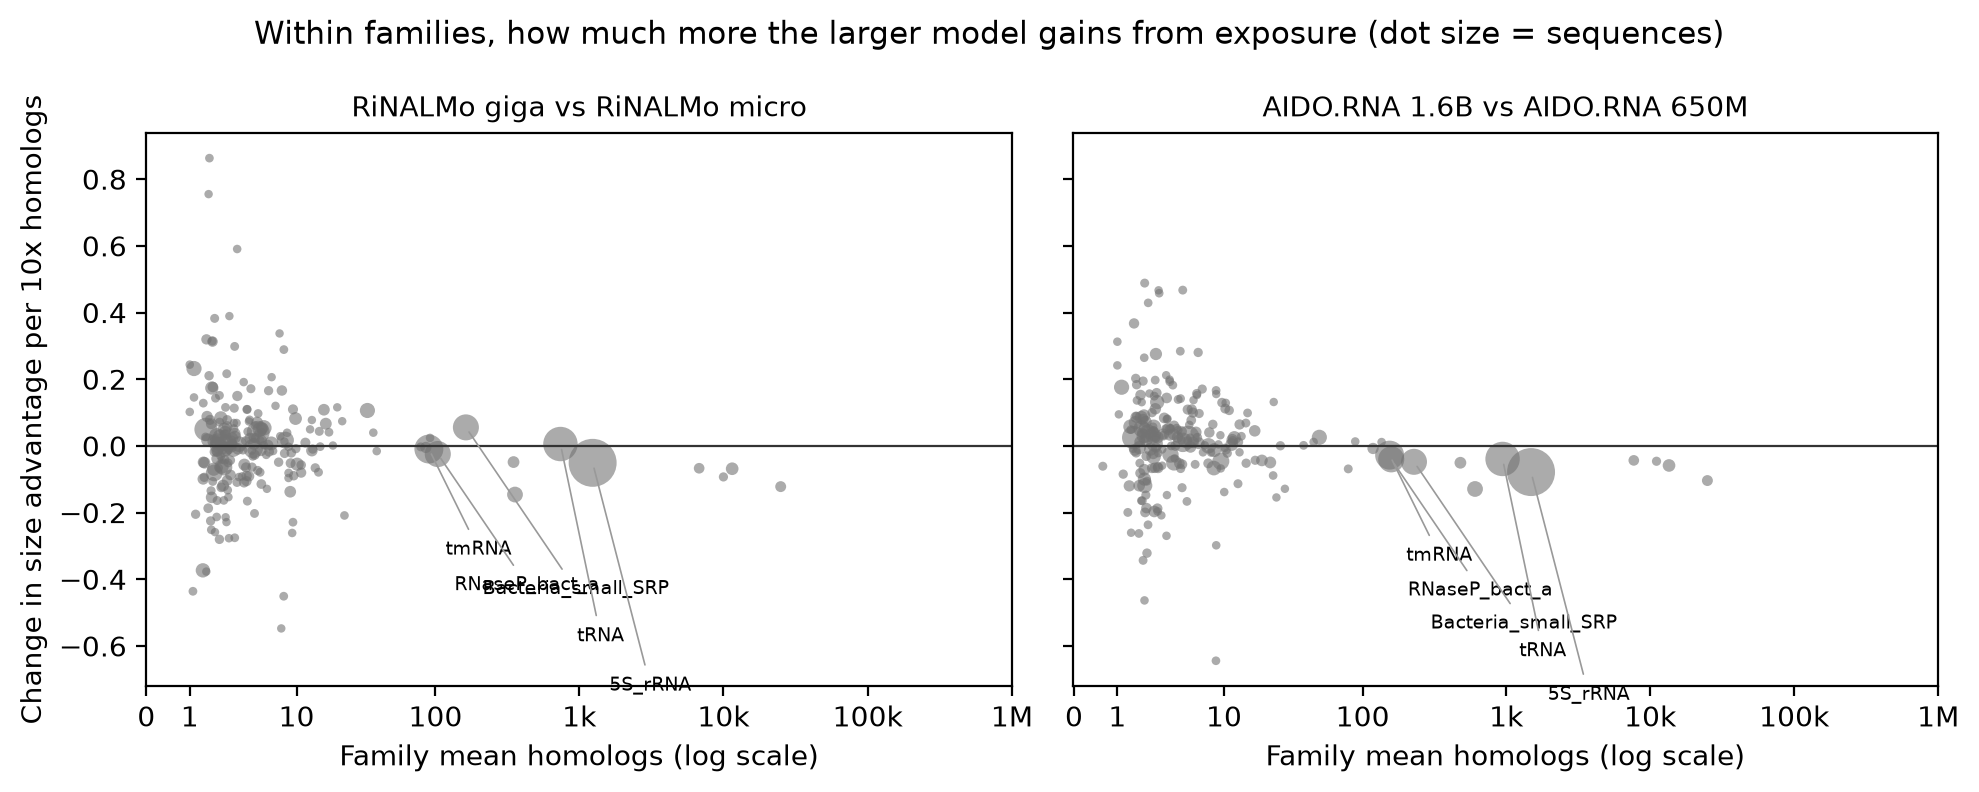 Within families, how much more the larger model gains from exposure (dot size = sequences)
RiNALMo giga vs RiNALMo micro
Change in size advantage per 10x homologs
0.8
0.6
0.4
0.2
0.0
−0.2
−0.4
−0.6
tmRNA
RNaseP_bact_a
Bacteria_small_SRP
tRNA
5S_rRNA
0 1 10 100 1k 10k 100k 1M
Family mean homologs (log scale)
AIDO.RNA 1.6B vs AIDO.RNA 650M
tmRNA
RNaseP_bact_a
Bacteria_small_SRP
tRNA
5S_rRNA
0 1 10 100 1k 10k 100k 1M
Family mean homologs (log scale)